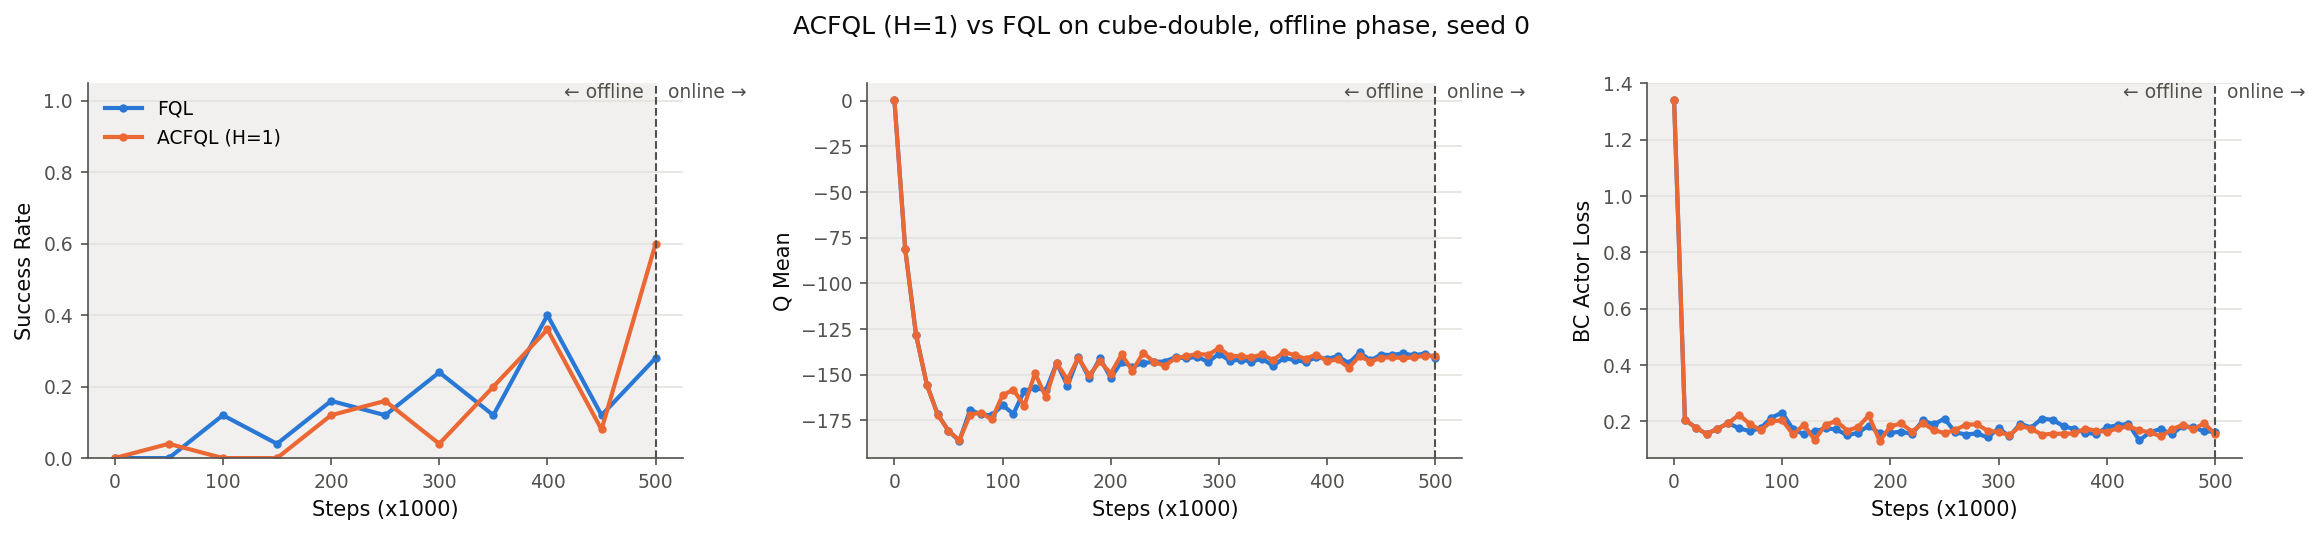 ACFQL (H=1) vs FQL on cube-double, offline phase, seed 0
Success Rate
1.0
0.8
0.6
0.4
0.2
0.0
FQL
ACFQL (H=1)
← offline
online →
0
100
200
300
400
500
Steps (x1000)
Q Mean
0
−25
−50
−75
−100
−125
−150
−175
← offline
online →
0
100
200
300
400
500
Steps (x1000)
BC Actor Loss
1.4
1.2
1.0
0.8
0.6
0.4
0.2
← offline
online →
0
100
200
300
400
500
Steps (x1000)